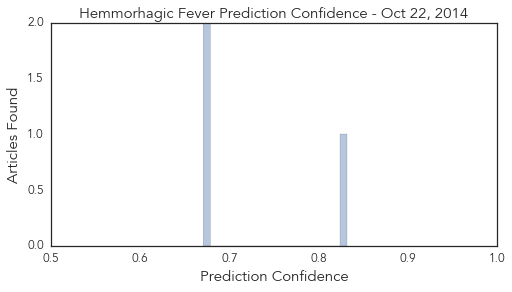 Hemmorhagic Fever Prediction Confidence - Oct 22, 2014
2.0
1.5
1.0
0.5
0.0
Articles Found
0.5 0.6 0.7 0.8 0.9 1.0
Prediction Confidence